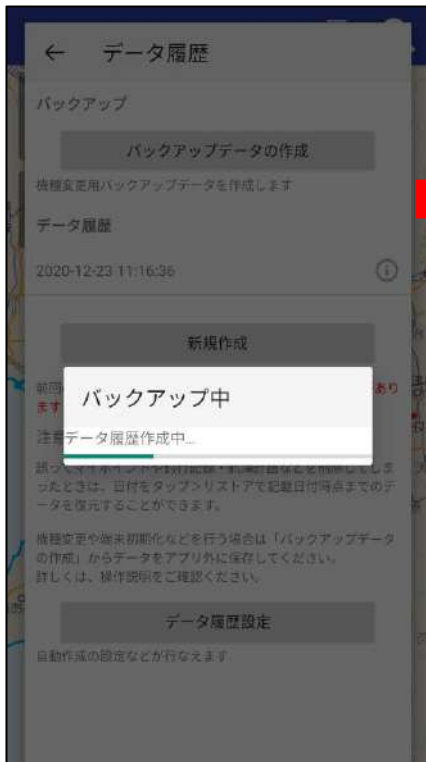 データ履歴
バックアップ
バックアップデータの作成
機種変更用バックアップデータを作成します
データ履歴
2020-12-23 11:16:36
新規作成
前回
あり
ます
バックアップ中
注意
データ履歴作成中...
ったときは、日付をタップ>リストアで記載日付時点までのデ
ータを復元することができます。
機種変更や端末初期化などを行う場合は「バックアップデータ
の作成」からデータをアプリ外に保存してください。
詳しくは、操作説明をご確認ください。
データ履歴設定
自動作成の設定などが行なえます